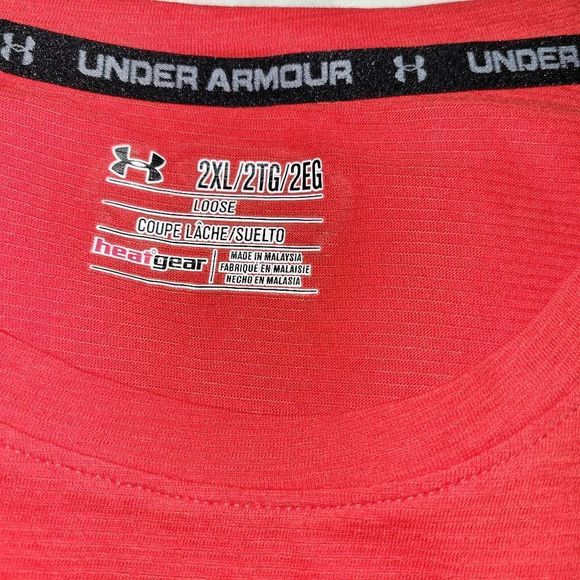 UNDER ARMOUR UNDER
2XL/2TG/2EG
LOOSE
COUPE LÂCHE/SUELTO
heatgear
MADE IN MALAYSIA
FABRIQUÉ EN MALAISIE
HECHO EN MALASIA